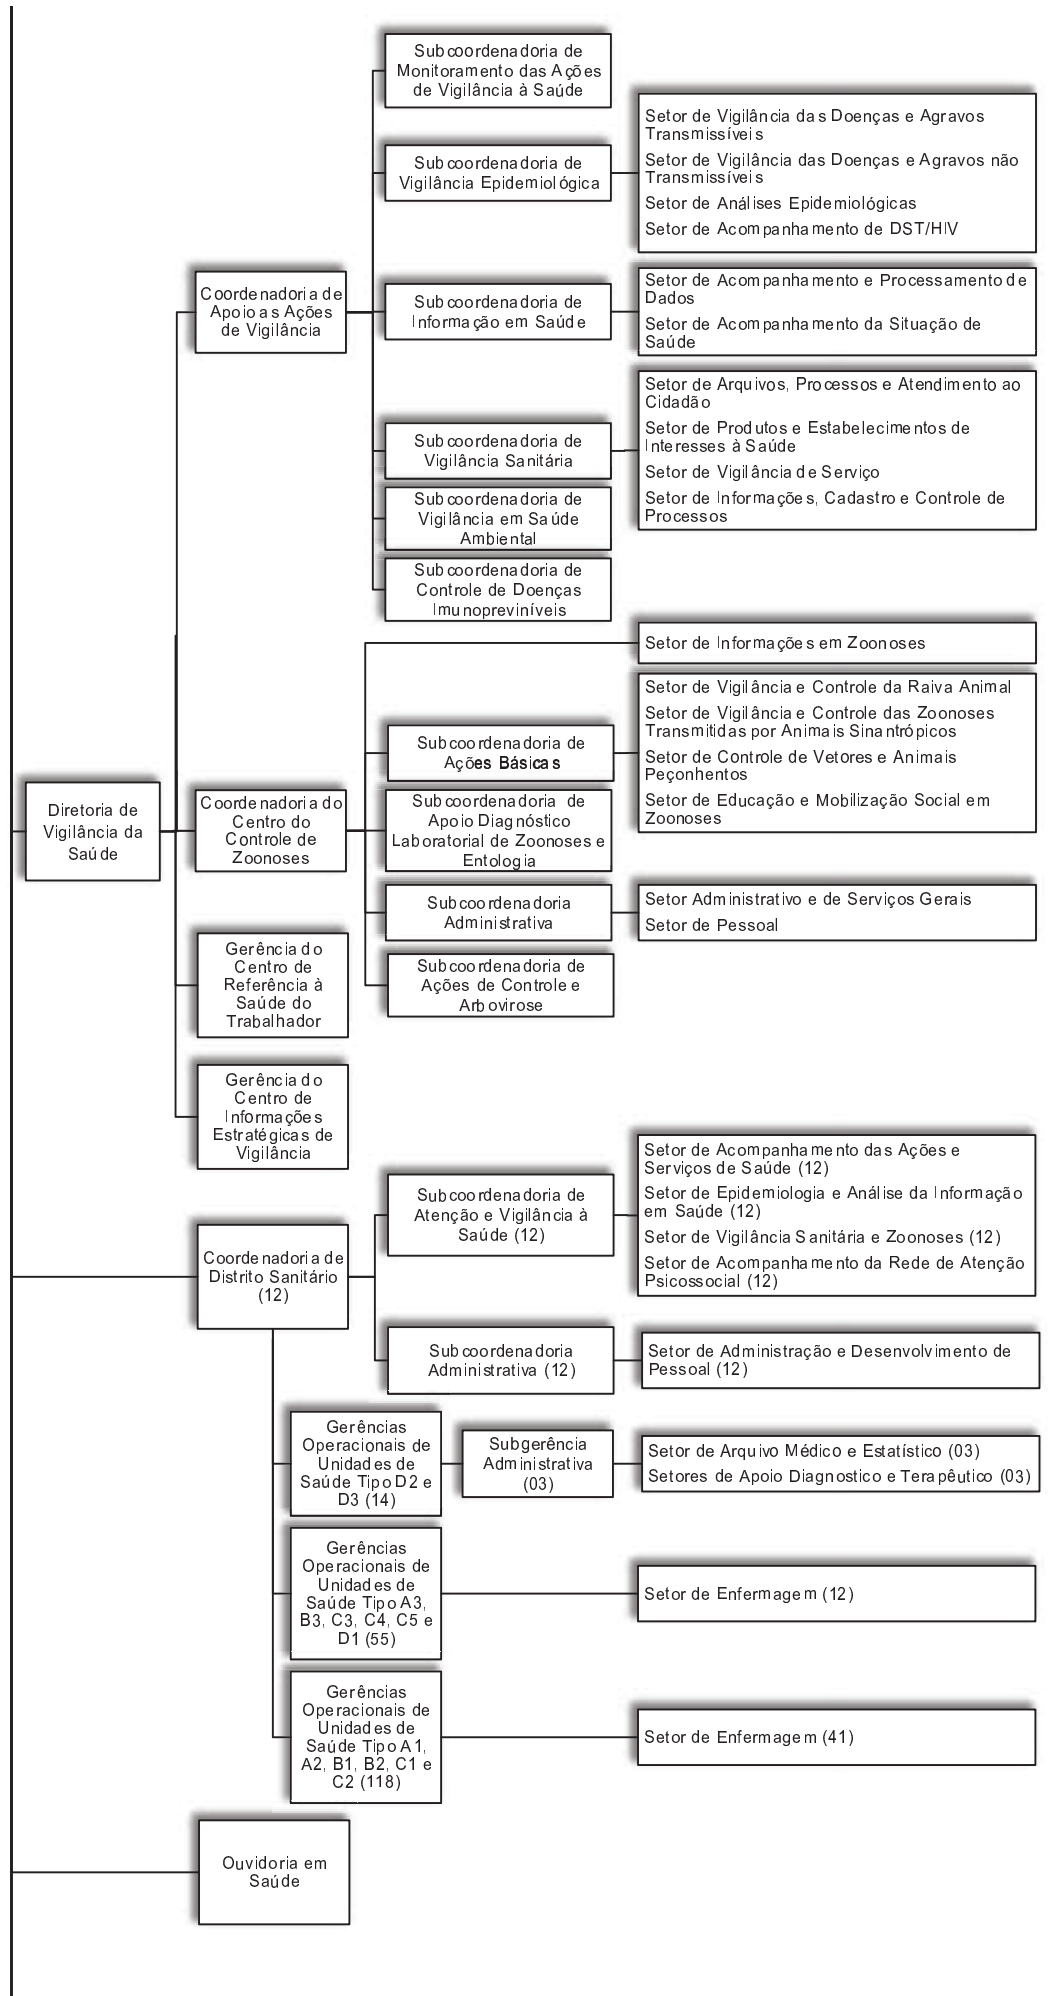 Subcoordenadoria de
Monitoramento das Ações
de Vigilância à Saúde
Subcoordenadoria de
Vigilância Epidemiológica
Setor de Vigilância das Doenças e Agravos
Transmissíveis
Setor de Vigilância das Doenças e Agravos não
Transmissíveis
Setor de Análises Epidemiológicas
Setor de Acompanhamento de DST/HIV
Coordenadoria de
Apoio as Ações
de Vigilância
Subcoordenadoria de
Informação em Saúde
Setor de Acompanhamento e Processamento de
Dados
Setor de Acompanhamento da Situação de
Saúde
Subcoordenadoria de
Vigilância Sanitária
Setor de Arquivos, Processos e Atendimento ao
Cidadão
Setor de Produtos e Estabelecimentos de
Interesses à Saúde
Setor de Vigilância de Serviço
Setor de Informações, Cadastro e Controle de
Processos
Subcoordenadoria de
Vigilância em Saúde
Ambiental
Subcoordenadoria de
Controle de Doenças
Imunopreviníveis
Setor de Informações em Zoonoses
Subcoordenadoria de
Ações Básicas
Setor de Vigilância e Controle da Raiva Animal
Setor de Vigilância e Controle das Zoonoses
Transmitidas por Animais Sinantrópicos
Setor de Controle de Vetores e Animais
Peçonhentos
Setor de Educação e Mobilização Social em
Zoonoses
Diretoria de
Vigilância da
Saúde
Coordenadoria do
Centro do
Controle de
Zoonoses
Subcoordenadoria de
Apoio Diagnóstico
Laboratorial de Zoonoses e
Entologia
Subcoordenadoria
Administrativa
Setor Administrativo e de Serviços Gerais
Setor de Pessoal
Subcoordenadoria de
Ações de Controle e
Arbovirose
Gerência do
Centro de
Referência à
Saúde do
Trabalhador
Gerência do
Centro de
Informações
Estratégicas de
Vigilância
Coordenadoria de
Distrito Sanitário
(12)
Subcoordenadoria de
Atenção e Vigilância à
Saúde (12)
Setor de Acompanhamento das Ações e
Serviços de Saúde (12)
Setor de Epidemiologia e Análise da Informação
em Saúde (12)
Setor de Vigilância Sanitária e Zoonoses (12)
Setor de Acompanhamento da Rede de Atenção
Psicossocial (12)
Subcoordenadoria
Administrativa (12)
Setor de Administração e Desenvolvimento de
Pessoal (12)
Gerências
Operacionais de
Unidades de
Saúde Tipo D2 e
D3 (14)
Subgerência
Administrativa
(03)
Setor de Arquivo Médico e Estatístico (03)
Setores de Apoio Diagnostico e Terapêutico (03)
Gerências
Operacionais de
Unidades de
Saúde Tipo A3,
B3, C3, C4, C5 e
D1 (55)
Setor de Enfermagem (12)
Gerências
Operacionais de
Unidades de
Saúde Tipo A1,
A2, B1, B2, C1 e
C2 (118)
Setor de Enfermagem (41)
Ouvidoria em
Saúde